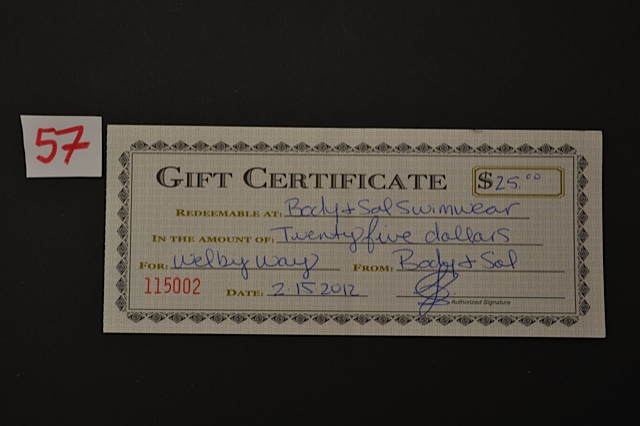 57
GIFT CERTIFICATE $25.00
REDEEMABLE AT: Body + Sol Swimwear
IN THE AMOUNT OF: Twenty five dollars
FOR: Welby Way FROM: Body + Sol
115002 DATE: 2.15.2012
Authorized Signature